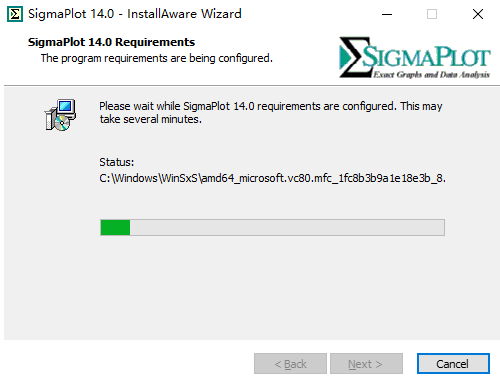 SigmaPlot 14.0 - InstallAware Wizard
SigmaPlot 14.0 Requirements
The program requirements are being configured.
SIGMAPLOT
Exact Graphs and Data Analysis
Please wait while SigmaPlot 14.0 requirements are configured. This may
take several minutes.
Status:
C:\Windows\WinSxS\amd64_microsoft.vc80.mfc_1fc8b3b9a1e18e3b_8.
< Back
Next >
Cancel